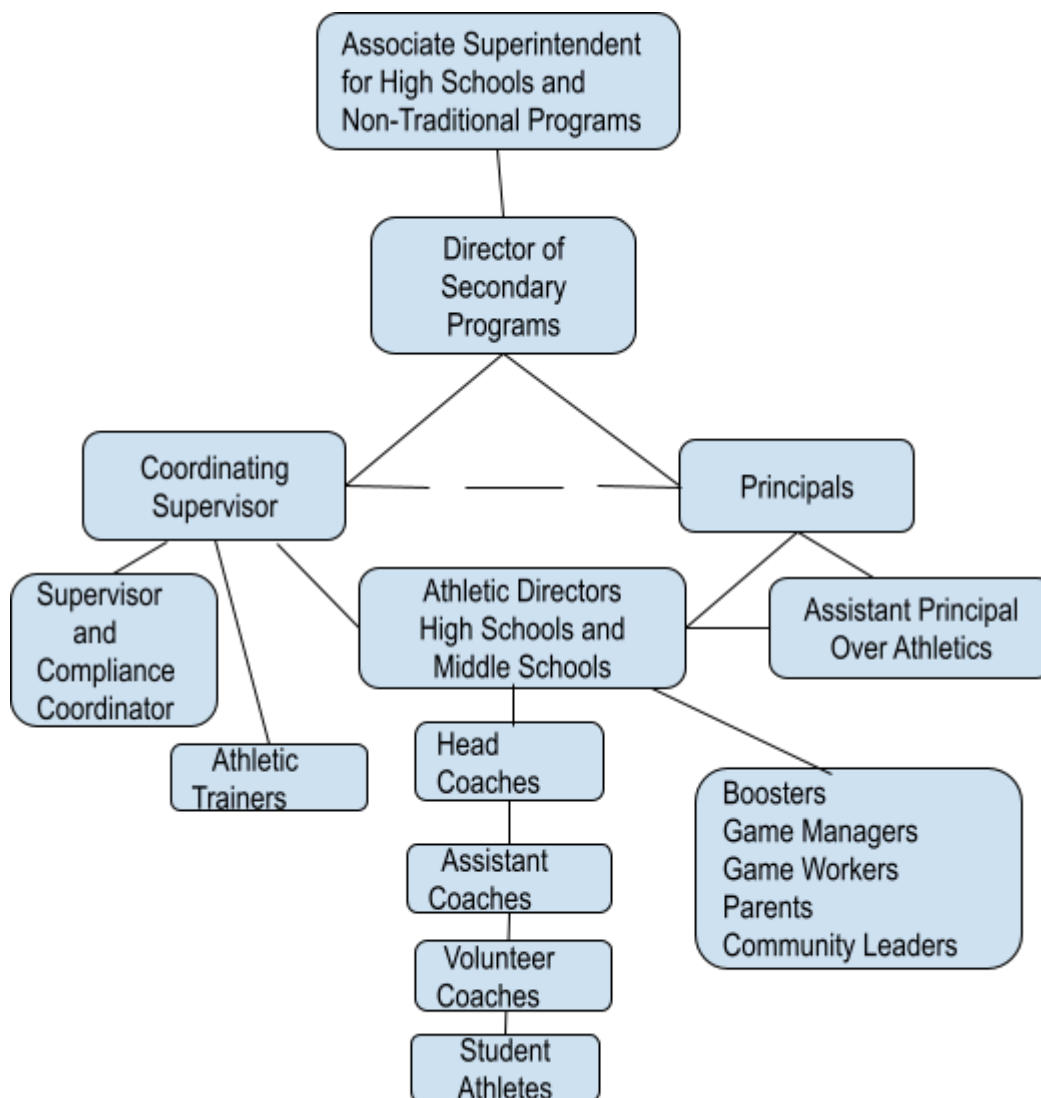 Associate Superintendent
for High Schools and
Non-Traditional Programs
Director of
Secondary
Programs
Coordinating
Supervisor
Principals
Supervisor
and
Compliance
Coordinator
Athletic Directors
High Schools and
Middle Schools
Assistant Principal
Over Athletics
Athletic
Trainers
Head
Coaches
Boosters
Game Managers
Game Workers
Parents
Community Leaders
Assistant
Coaches
Volunteer
Coaches
Student
Athletes